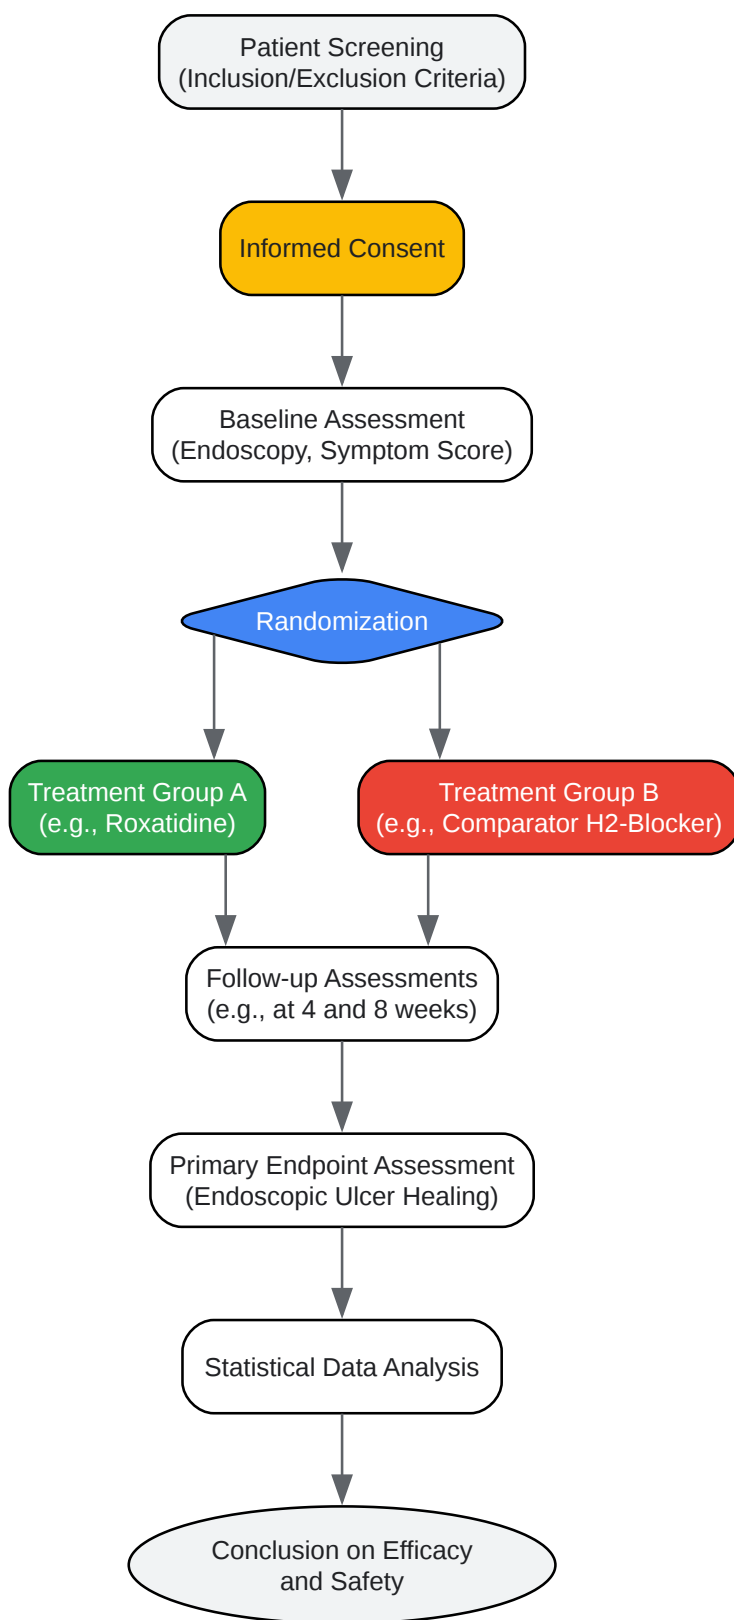 Patient Screening
(Inclusion/Exclusion Criteria)
Informed Consent
Baseline Assessment
(Endoscopy, Symptom Score)
Randomization
Treatment Group A
(e.g., Roxatidine)
Treatment Group B
(e.g., Comparator H2-Blocker)
Follow-up Assessments
(e.g., at 4 and 8 weeks)
Primary Endpoint Assessment
(Endoscopic Ulcer Healing)
Statistical Data Analysis
Conclusion on Efficacy
and Safety